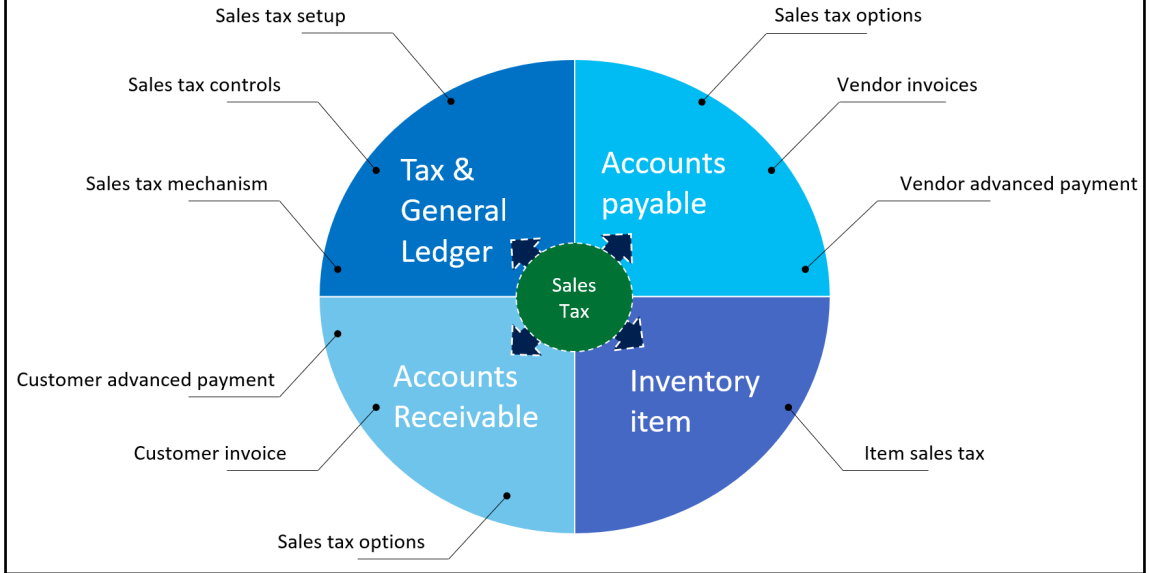 Sales tax setup
Sales tax options
Sales tax controls
Vendor invoices
Sales tax mechanism
Vendor advanced payment
Tax &
General
Ledger
Accounts
payable
Sales
Tax
Customer advanced payment
Accounts
Receivable
Inventory
item
Customer invoice
Item sales tax
Sales tax options